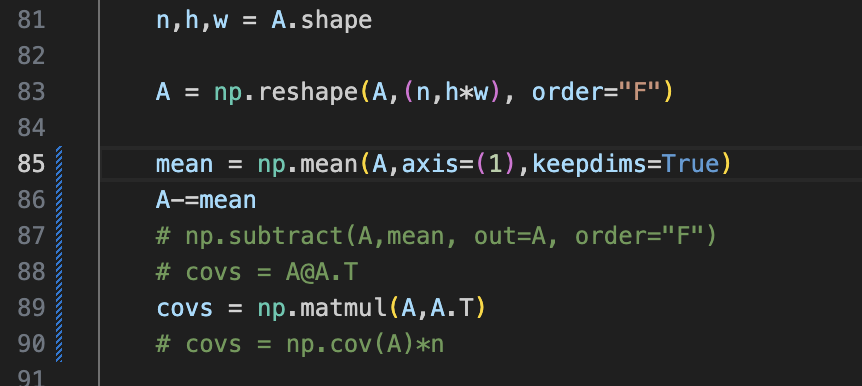 81 n,h,w = A.shape
82
83 A = np.reshape(A,(n,h*w), order="F")
84
85 mean = np.mean(A,axis=(1),keepdims=True)
86 A-=mean
87 # np.subtract(A,mean, out=A, order="F")
88 # covs = A@A.T
89 covs = np.matmul(A,A.T)
90 # covs = np.cov(A)*n
91